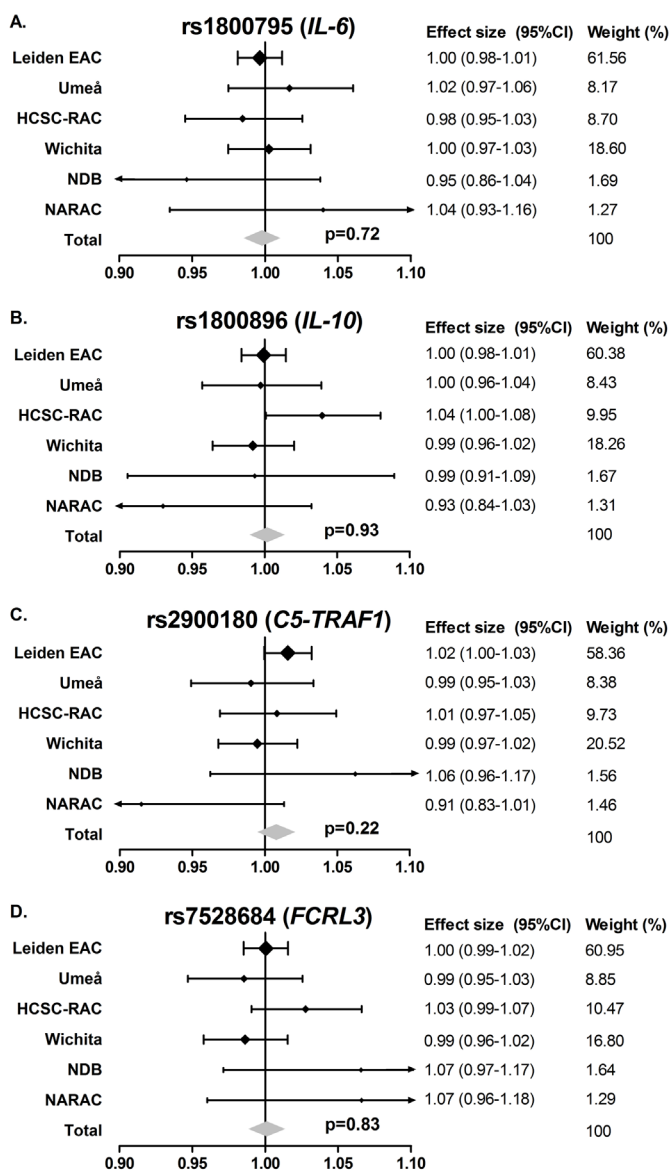 A.
rs1800795 (IL-6)
Effect size (95%CI) Weight (%)
Leiden EAC 1.00 (0.98-1.01) 61.56
Umeå 1.02 (0.97-1.06) 8.17
HCSC-RAC 0.98 (0.95-1.03) 8.70
Wichita 1.00 (0.97-1.03) 18.60
NDB 0.95 (0.86-1.04) 1.69
NARAC 1.04 (0.93-1.16) 1.27
Total p=0.72 100
0.90 0.95 1.00 1.05 1.10
B.
rs1800896 (IL-10)
Effect size (95%CI) Weight (%)
Leiden EAC 1.00 (0.98-1.01) 60.38
Umeå 1.00 (0.96-1.04) 8.43
HCSC-RAC 1.04 (1.00-1.08) 9.95
Wichita 0.99 (0.96-1.02) 18.26
NDB 0.99 (0.91-1.09) 1.67
NARAC 0.93 (0.84-1.03) 1.31
Total p=0.93 100
0.90 0.95 1.00 1.05 1.10
C.
rs2900180 (C5-TRAF1)
Effect size (95%CI) Weight (%)
Leiden EAC 1.02 (1.00-1.03) 58.36
Umeå 0.99 (0.95-1.03) 8.38
HCSC-RAC 1.01 (0.97-1.05) 9.73
Wichita 0.99 (0.97-1.02) 20.52
NDB 1.06 (0.96-1.17) 1.56
NARAC 0.91 (0.83-1.01) 1.46
Total p=0.22 100
0.90 0.95 1.00 1.05 1.10
D.
rs7528684 (FCRL3)
Effect size (95%CI) Weight (%)
Leiden EAC 1.00 (0.99-1.02) 60.95
Umeå 0.99 (0.95-1.03) 8.85
HCSC-RAC 1.03 (0.99-1.07) 10.47
Wichita 0.99 (0.96-1.02) 16.80
NDB 1.07 (0.97-1.17) 1.64
NARAC 1.07 (0.96-1.18) 1.29
Total p=0.83 100
0.90 0.95 1.00 1.05 1.10